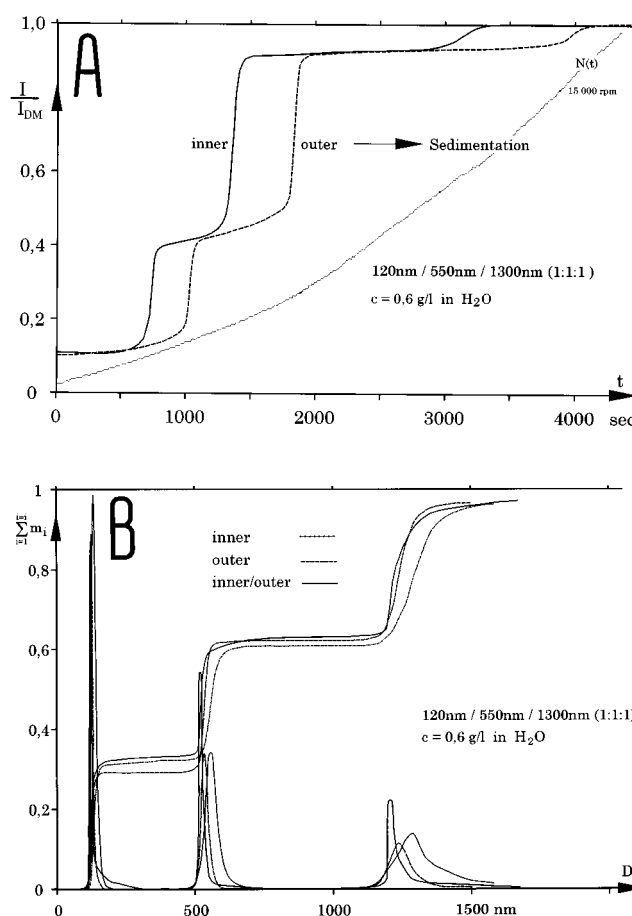 A
1,0
I
I_DM
0,6
0,4
0,2
0
inner
outer
Sedimentation
N(t)
15 000 rpm
120nm / 550nm / 1300nm (1:1:1 )
c = 0,6 g/l in H₂O
t
0
1000
2000
3000
4000
sec
B
1
i=i
∑ m_i
i=1
0,8
0,6
0,4
0,2
0
inner
outer
inner/outer
120nm / 550nm / 1300nm (1:1:1)
c = 0,6 g/l in H₂O
D
0
500
1000
1500 nm